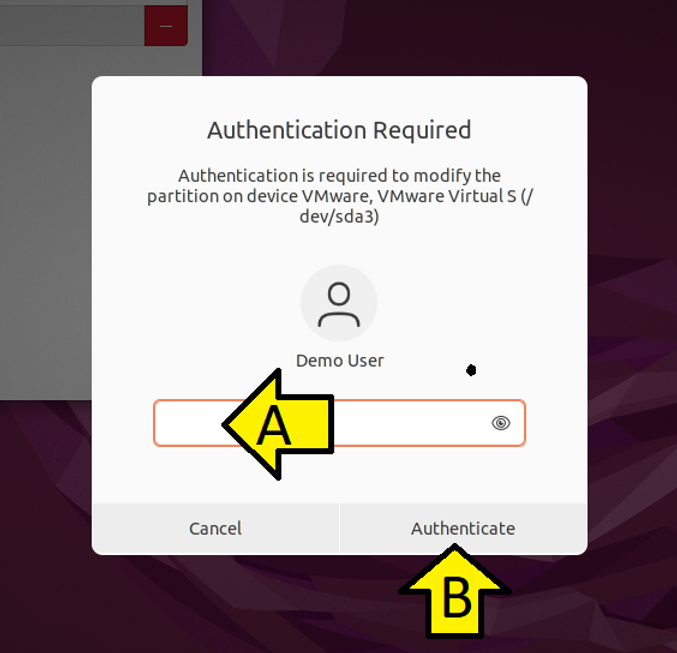 Authentication Required
Authentication is required to modify the
partition on device VMware, VMware Virtual S (/
dev/sda3)
Demo User
A
Cancel
Authenticate
B